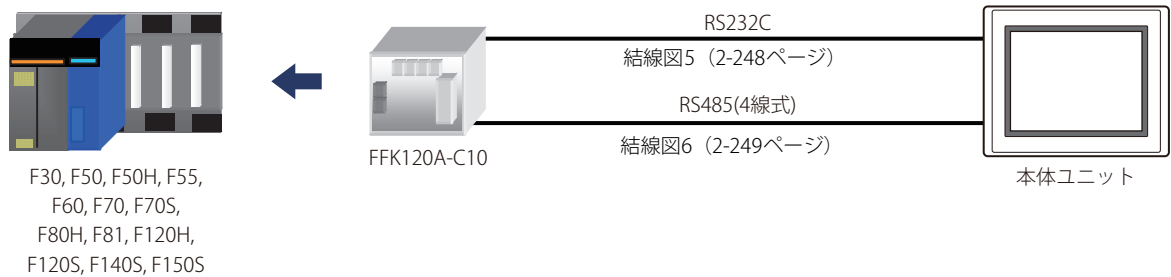 RS232C
結線図5（2-248ページ）
RS485(4線式)
結線図6（2-249ページ）
FFK120A-C10
本体ユニット
F30, F50, F50H, F55,
F60, F70, F70S,
F80H, F81, F120H,
F120S, F140S, F150S